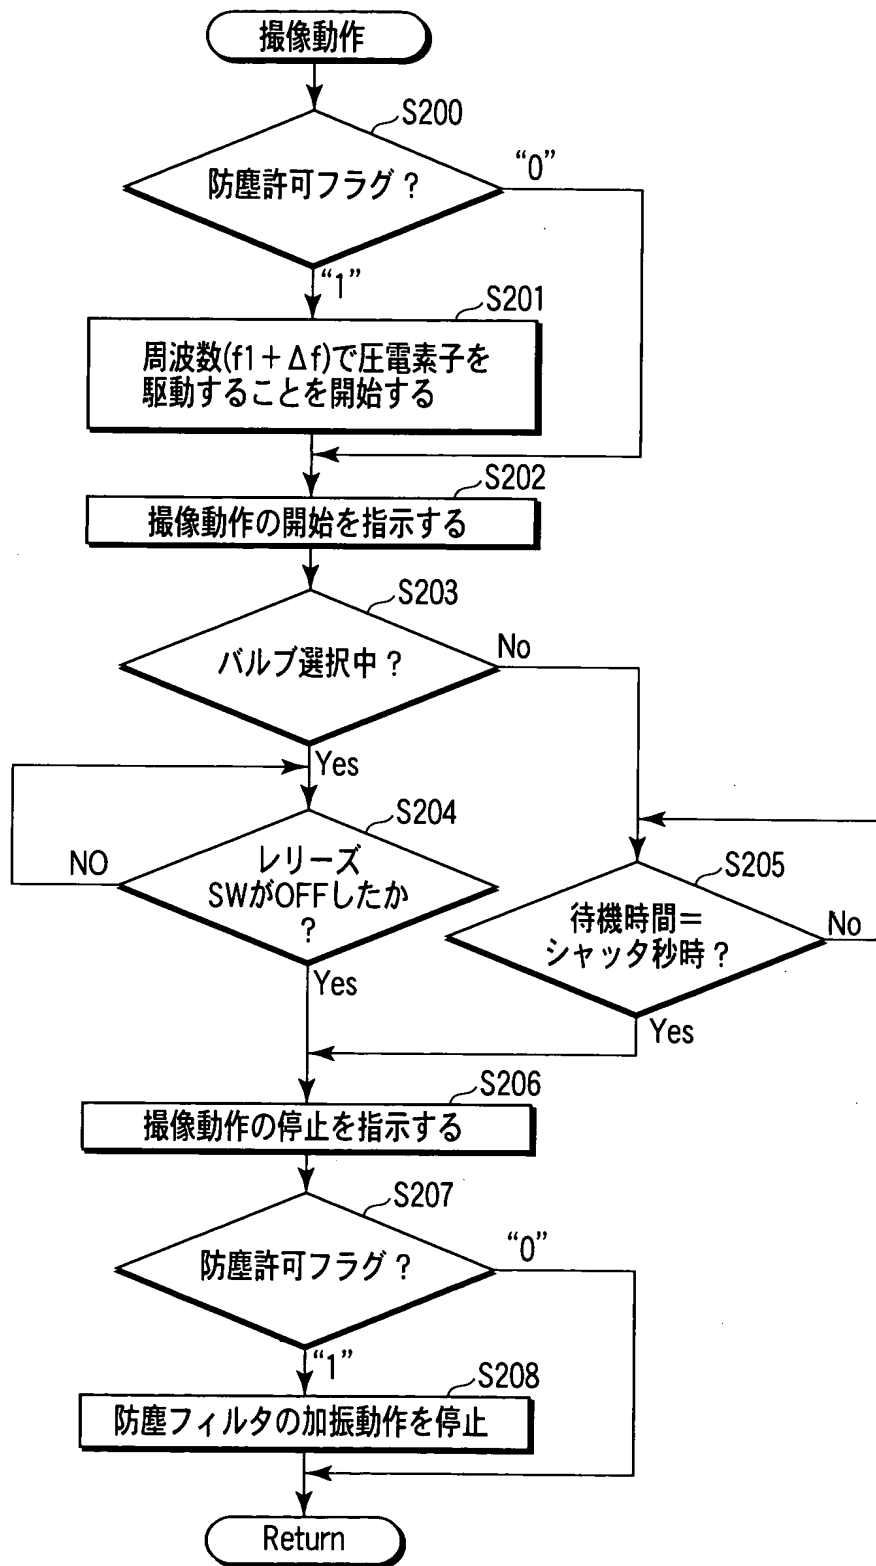 撮像動作
S200
防塵許可フラグ？
“0”
“1”
S201
周波数(f1＋Δf)で圧電素子を
駆動することを開始する
S202
撮像動作の開始を指示する
S203
バルブ選択中？
No
Yes
S204
レリーズ
SWがOFFしたか
？
NO
Yes
S205
待機時間＝
シャッタ秒時？
No
Yes
S206
撮像動作の停止を指示する
S207
防塵許可フラグ？
“0”
“1”
S208
防塵フィルタの加振動作を停止
Return